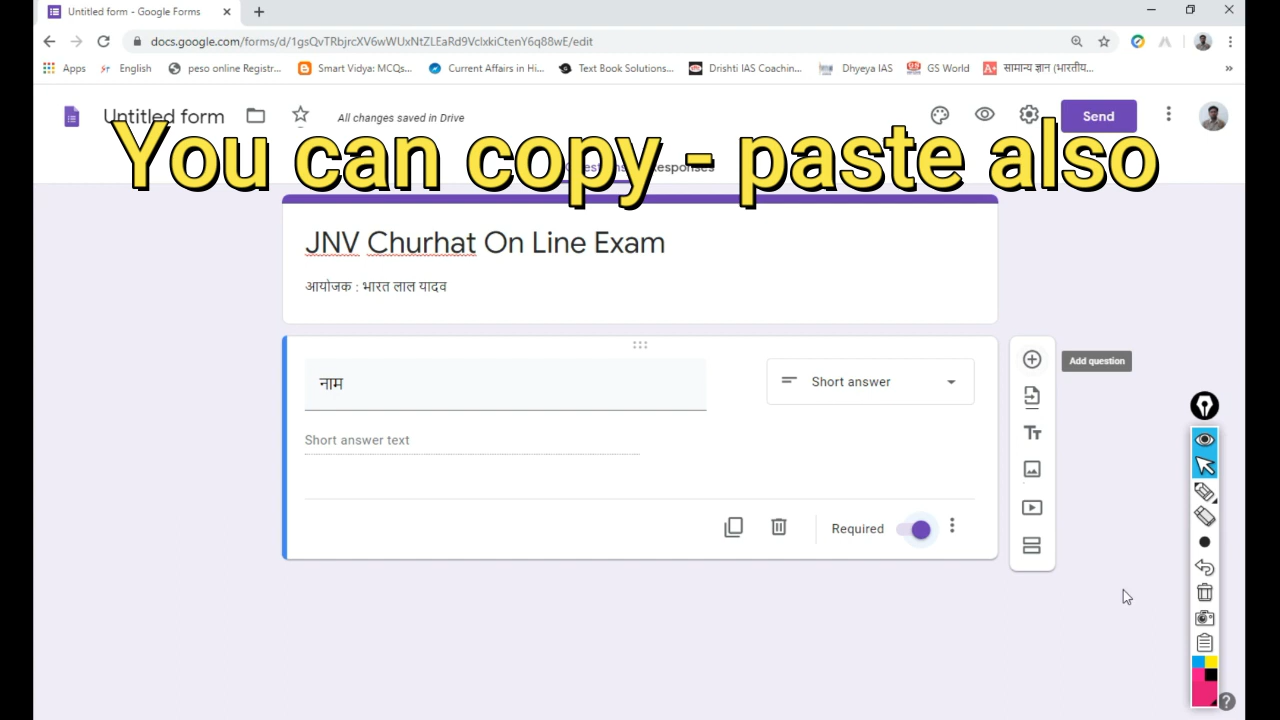 Untitled form - Google Forms
docs.google.com/forms/d/1gsQvTRbjrcXV6wWUxNtZLEaRd9VclxkiCtenY6q88wE/edit
Apps English peso online Registr... Smart Vidya: MCQs... Current Affairs in Hi... Text Book Solutions... Drishti IAS Coachin... Dhyeya IAS GS World सामान्य ज्ञान (भारतीय... »
Untitled form All changes saved in Drive Send
You can copy - paste also
JNV Churhat On Line Exam
आयोजक : भारत लाल यादव
नाम Short answer Add question
Short answer text
Required